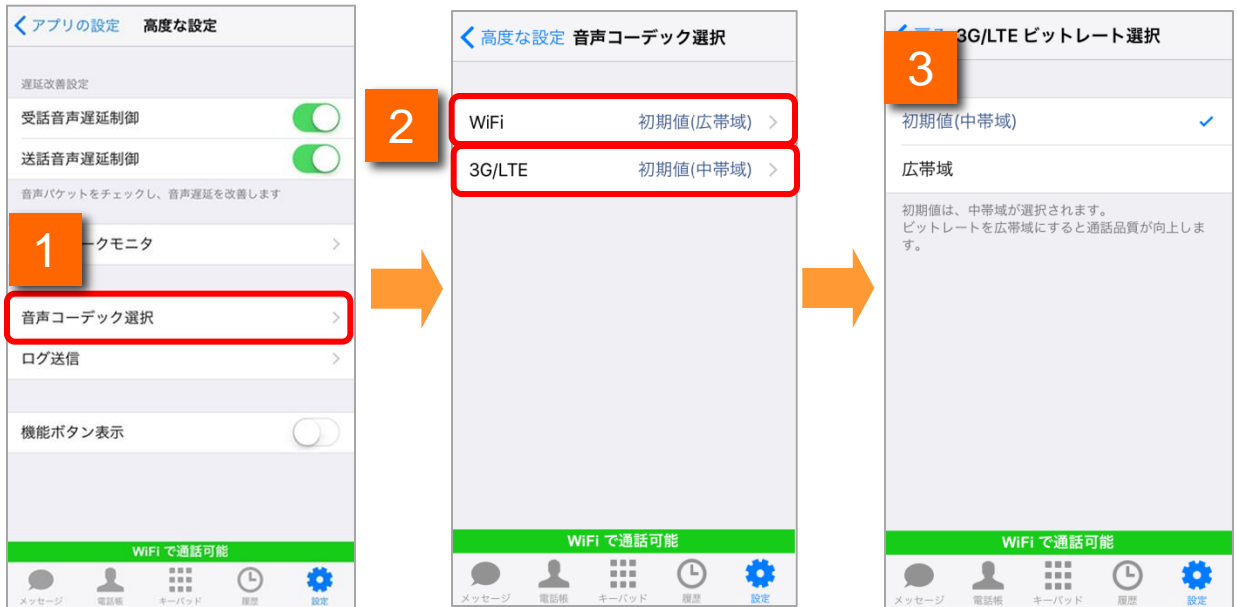 アプリの設定 高度な設定
遅延改善設定
受話音声遅延制御
送話音声遅延制御
音声パケットをチェックし、音声遅延を改善します
1
ークモニタ
音声コーデック選択
ログ送信
機能ボタン表示
WiFi で通話可能
メッセージ 電話帳 キーパッド 履歴 設定
高度な設定 音声コーデック選択
2
WiFi 初期値(広帯域)
3G/LTE 初期値(中帯域)
WiFi で通話可能
メッセージ 電話帳 キーパッド 履歴 設定
3G/LTE ビットレート選択
3
初期値(中帯域)
広帯域
初期値は、中帯域が選択されます。
ビットレートを広帯域にすると通話品質が向上しま
す。
WiFi で通話可能
メッセージ 電話帳 キーパッド 履歴 設定